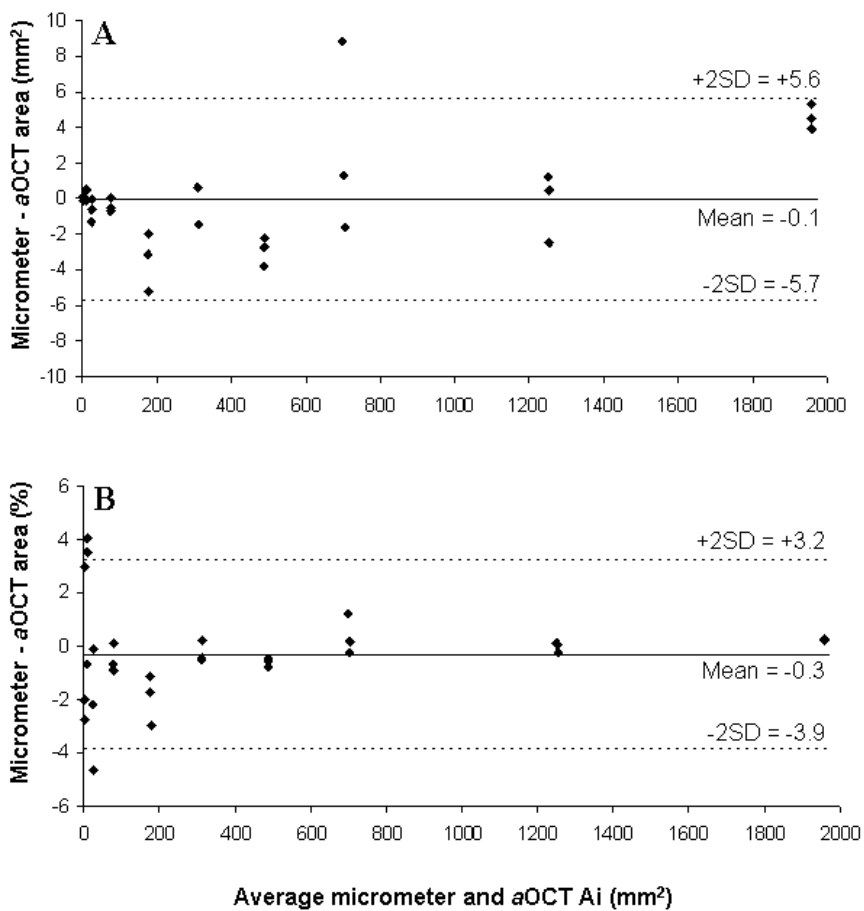 A
Micrometer - aOCT area (mm²)
10
8
6
4
2
0
-2
-4
-6
-8
-10
+2SD = +5.6
Mean = -0.1
-2SD = -5.7
0 200 400 600 800 1000 1200 1400 1600 1800 2000
B
Micrometer - aOCT area (%)
6
4
2
0
-2
-4
-6
+2SD = +3.2
Mean = -0.3
-2SD = -3.9
0 200 400 600 800 1000 1200 1400 1600 1800 2000
Average micrometer and aOCT Ai (mm²)